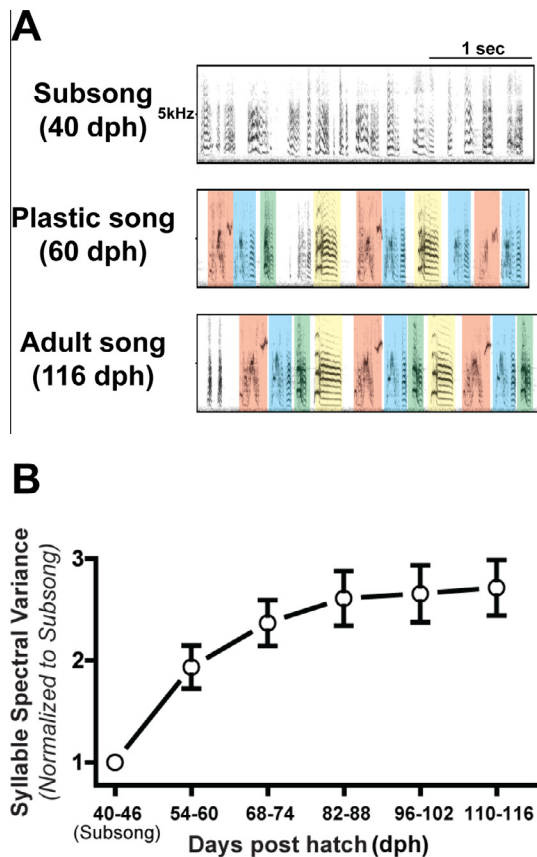 A
1 sec
Subsong
(40 dph)
5kHz
Plastic song
(60 dph)
Adult song
(116 dph)
B
Syllable Spectral Variance
(Normalized to Subsong)
3
2
1
40-46 54-60 68-74 82-88 96-102 110-116
(Subsong)
Days post hatch (dph)